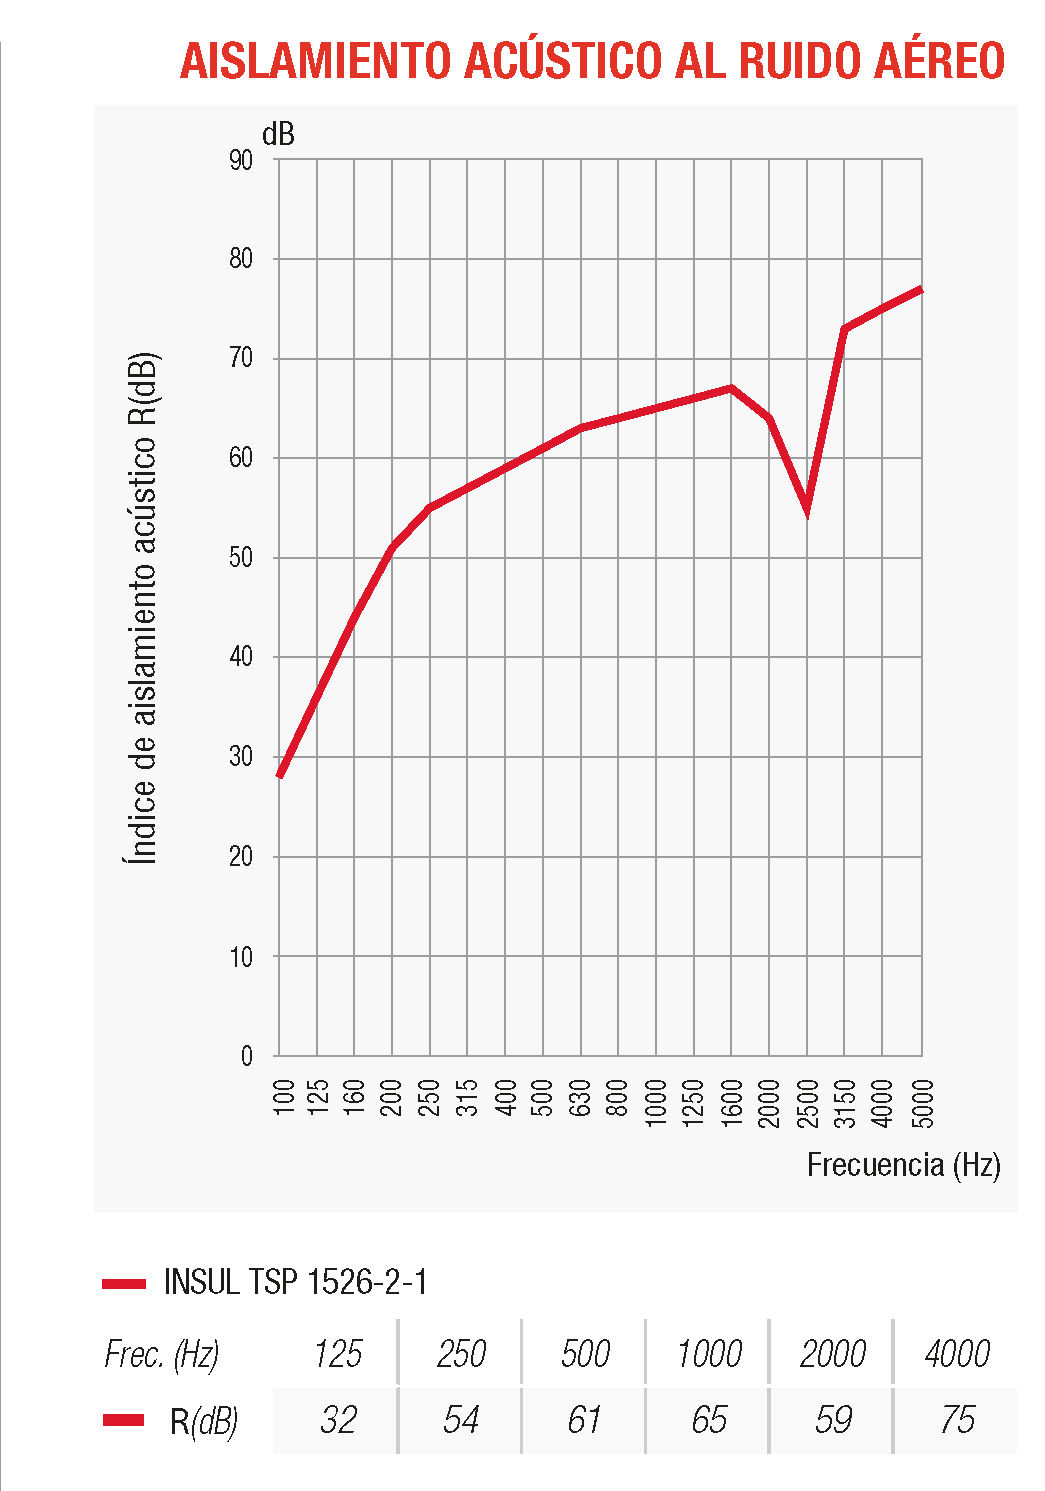 AISLAMIENTO ACÚSTICO AL RUIDO AÉREO
dB
90
80
70
60
50
40
30
20
10
0
Índice de aislamiento acústico R(dB)
100 125 160 200 250 315 400 500 630 800 1000 1250 1600 2000 2500 3150 4000 5000
Frecuencia (Hz)
INSUL TSP 1526-2-1
Frec. (Hz) 125 250 500 1000 2000 4000
R(dB) 32 54 61 65 59 75